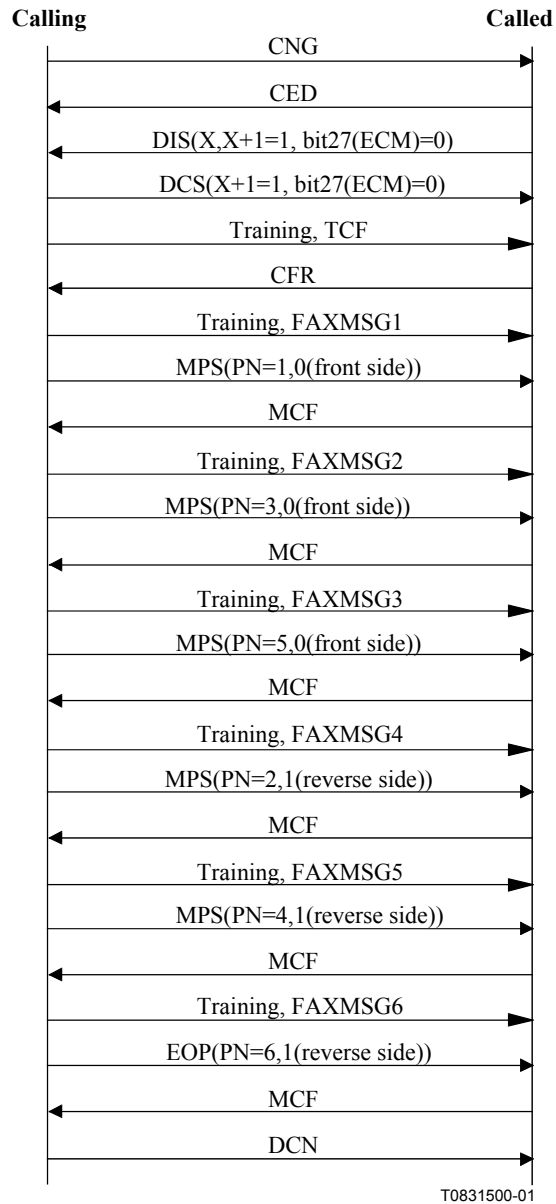 Calling Called
CNG
CED
DIS(X,X+1=1, bit27(ECM)=0)
DCS(X+1=1, bit27(ECM)=0)
Training, TCF
CFR
Training, FAXMSG1
MPS(PN=1,0(front side))
MCF
Training, FAXMSG2
MPS(PN=3,0(front side))
MCF
Training, FAXMSG3
MPS(PN=5,0(front side))
MCF
Training, FAXMSG4
MPS(PN=2,1(reverse side))
MCF
Training, FAXMSG5
MPS(PN=4,1(reverse side))
MCF
Training, FAXMSG6
EOP(PN=6,1(reverse side))
MCF
DCN
T0831500-01